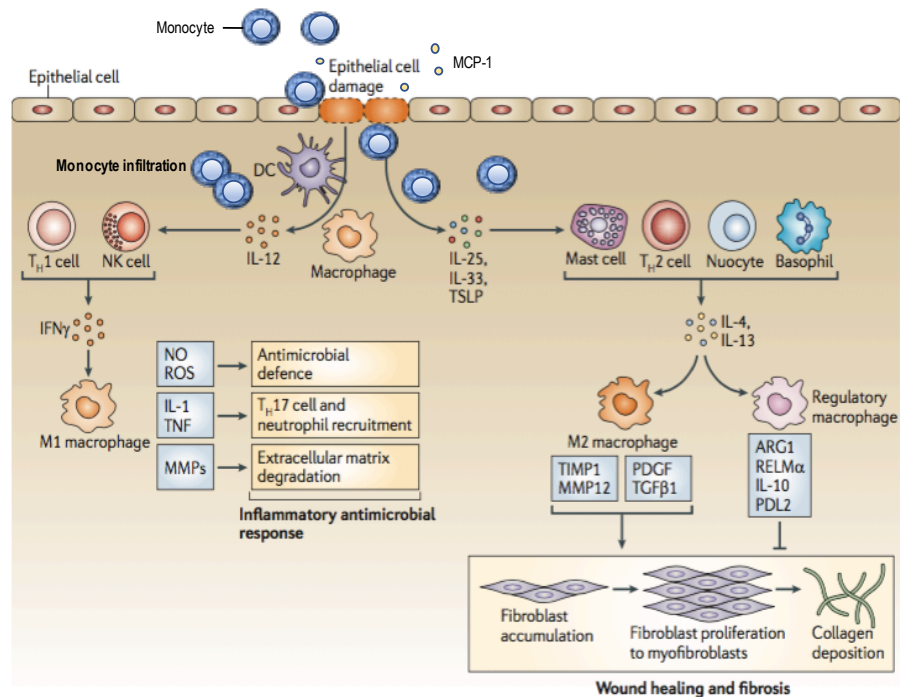 Monocyte
MCP-1
Epithelial cell
Epithelial cell
damage
Monocyte infiltration
DC
T_H1 cell
NK cell
IL-12
Macrophage
IL-25,
IL-33,
TSLP
Mast cell
T_H2 cell
Nuocyte
Basophil
IFNγ
IL-4,
IL-13
M1 macrophage
NO
ROS
Antimicrobial
defence
IL-1
TNF
T_H17 cell and
neutrophil recruitment
MMPs
Extracellular matrix
degradation
Inflammatory antimicrobial
response
M2 macrophage
Regulatory
macrophage
TIMP1
MMP12
PDGF
TGFβ1
ARG1
RELMα
IL-10
PDL2
Fibroblast
accumulation
Fibroblast proliferation
to myofibroblasts
Collagen
deposition
Wound healing and fibrosis